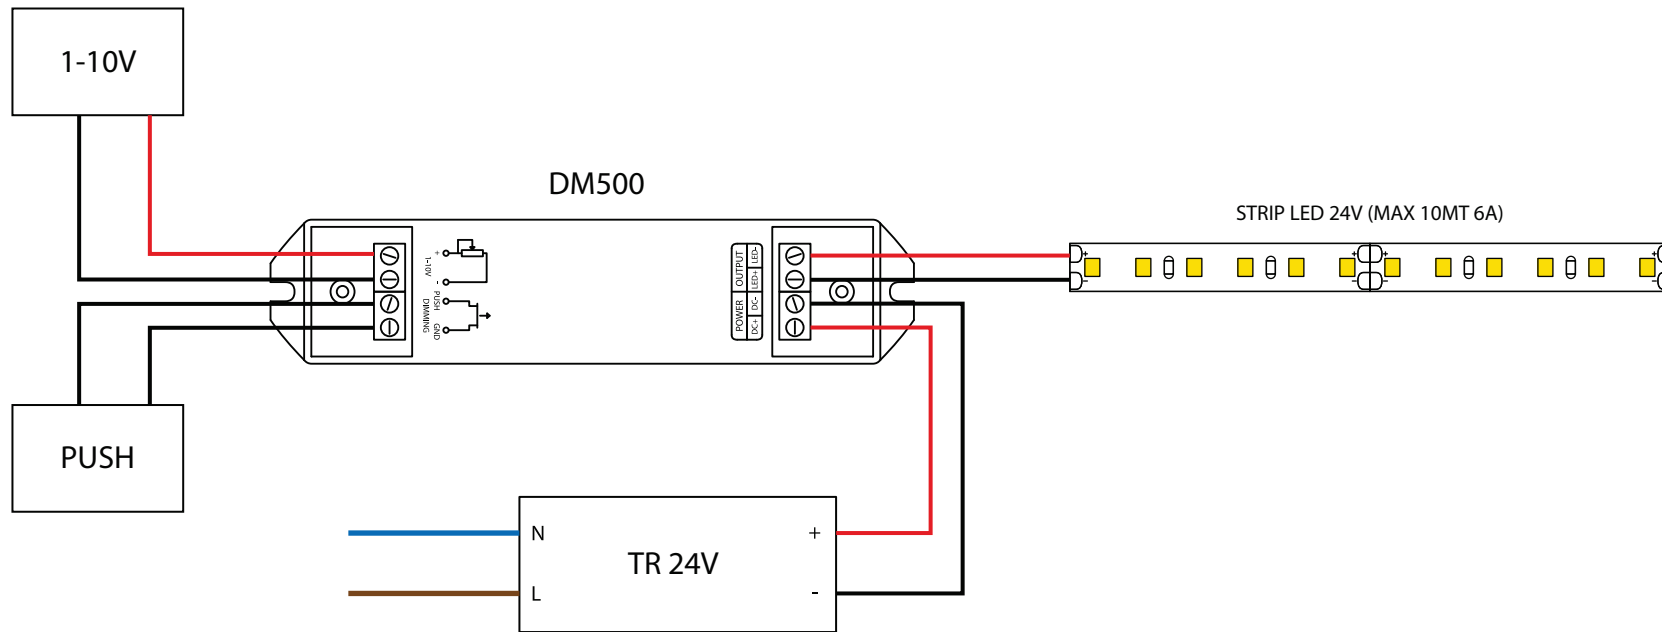 1-10V
DM500
STRIP LED 24V (MAX 10MT 6A)
+ 1-10V -
PUSH DIMMING GND
OUTPUT LED- LED+
POWER DC- DC+
+ + +
- - -
PUSH
N +
TR 24V
L -